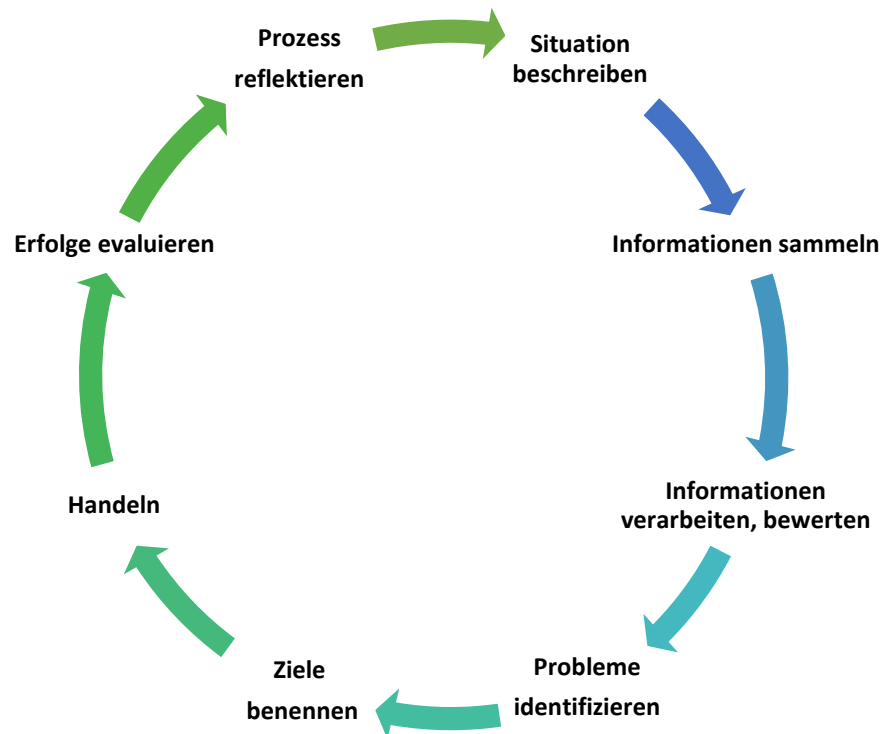 Prozess
reflektieren
Situation
beschreiben
Informationen sammeln
Informationen
verarbeiten, bewerten
Probleme
identifizieren
Ziele
benennen
Handeln
Erfolge evaluieren